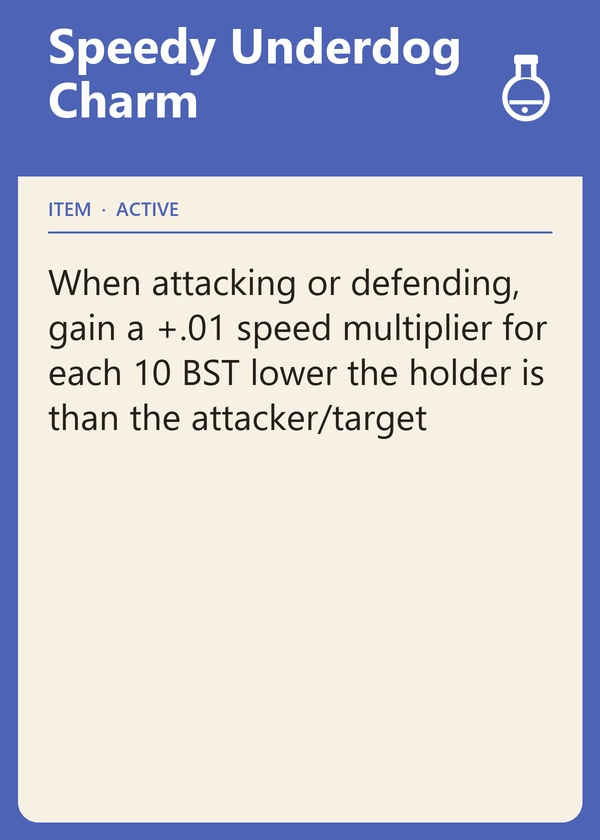 Speedy Underdog
Charm
ITEM · ACTIVE
When attacking or defending,
gain a +.01 speed multiplier for
each 10 BST lower the holder is
than the attacker/target